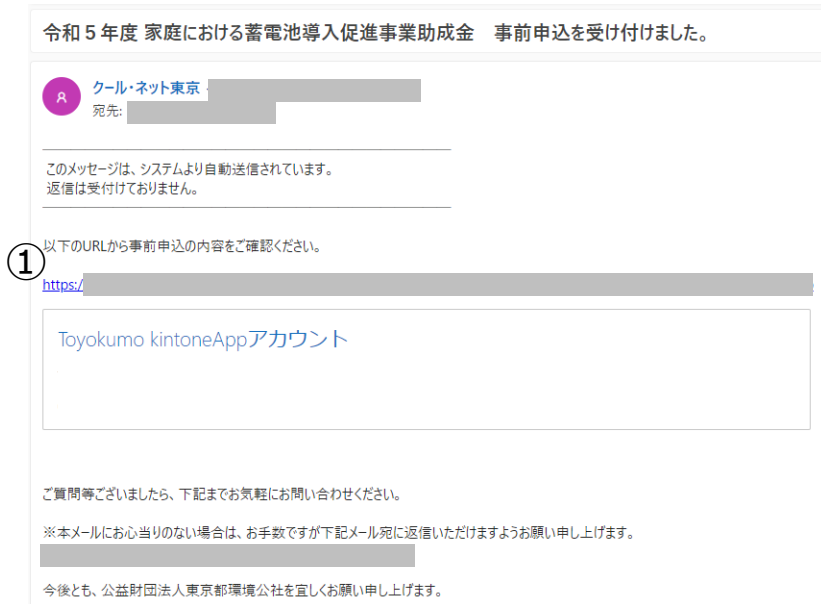 令和５年度 家庭における蓄電池導入促進事業助成金　事前申込を受け付けました。
クール・ネット東京
宛先:
このメッセージは、システムより自動送信されています。
返信は受付けておりません。
以下のURLから事前申込の内容をご確認ください。
①
https:/
Toyokumo kintoneAppアカウント
ご質問等ございましたら、下記までお気軽にお問い合わせください。
※本メールにお心当りのない場合は、お手数ですが下記メール宛に返信いただけますようお願い申し上げます。
今後とも、公益財団法人東京都環境公社を宜しくお願い申し上げます。